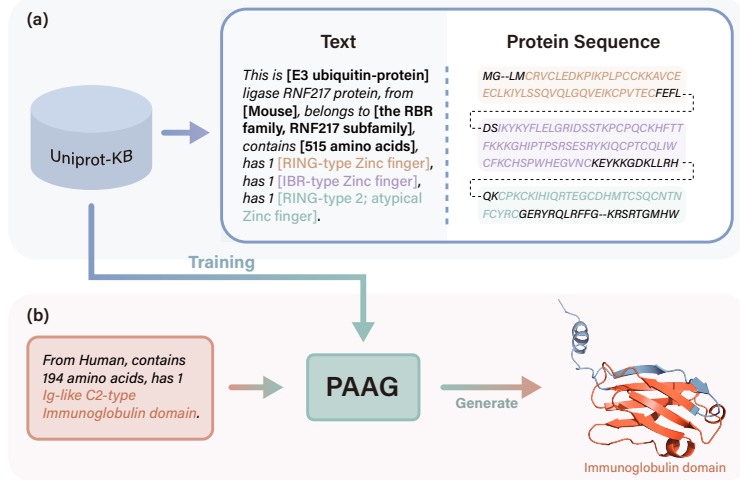 (a)
Uniprot-KB
Text
This is [E3 ubiquitin-protein]
ligase RNF217 protein, from
[Mouse], belongs to [the RBR
family, RNF217 subfamily],
contains [515 amino acids],
has 1 [RING-type Zinc finger],
has 1 [IBR-type Zinc finger],
has 1 [RING-type 2; atypical
Zinc finger].
Protein Sequence
MG--LMCRVCLEDKPIKPLPCCKKAVCE
ECLKIYLSSQVQLGQVEIKCPVTECFEFL
DSIKYKYFLELGRIDSSTKPCPQCKHFTT
FKKKGHIPTPSRSESRYKIQCPTCQLIW
CFKCHSPWHEGVNCKEYKKGDKLLRH
QKCPKCKIHIQRTEGCDHMTCSQCNTN
FCYRCGERYRQLRFFG--KRSRTGMHW
Training
(b)
From Human, contains
194 amino acids, has 1
Ig-like C2-type
Immunoglobulin domain.
PAAG
Generate
Immunoglobulin domain